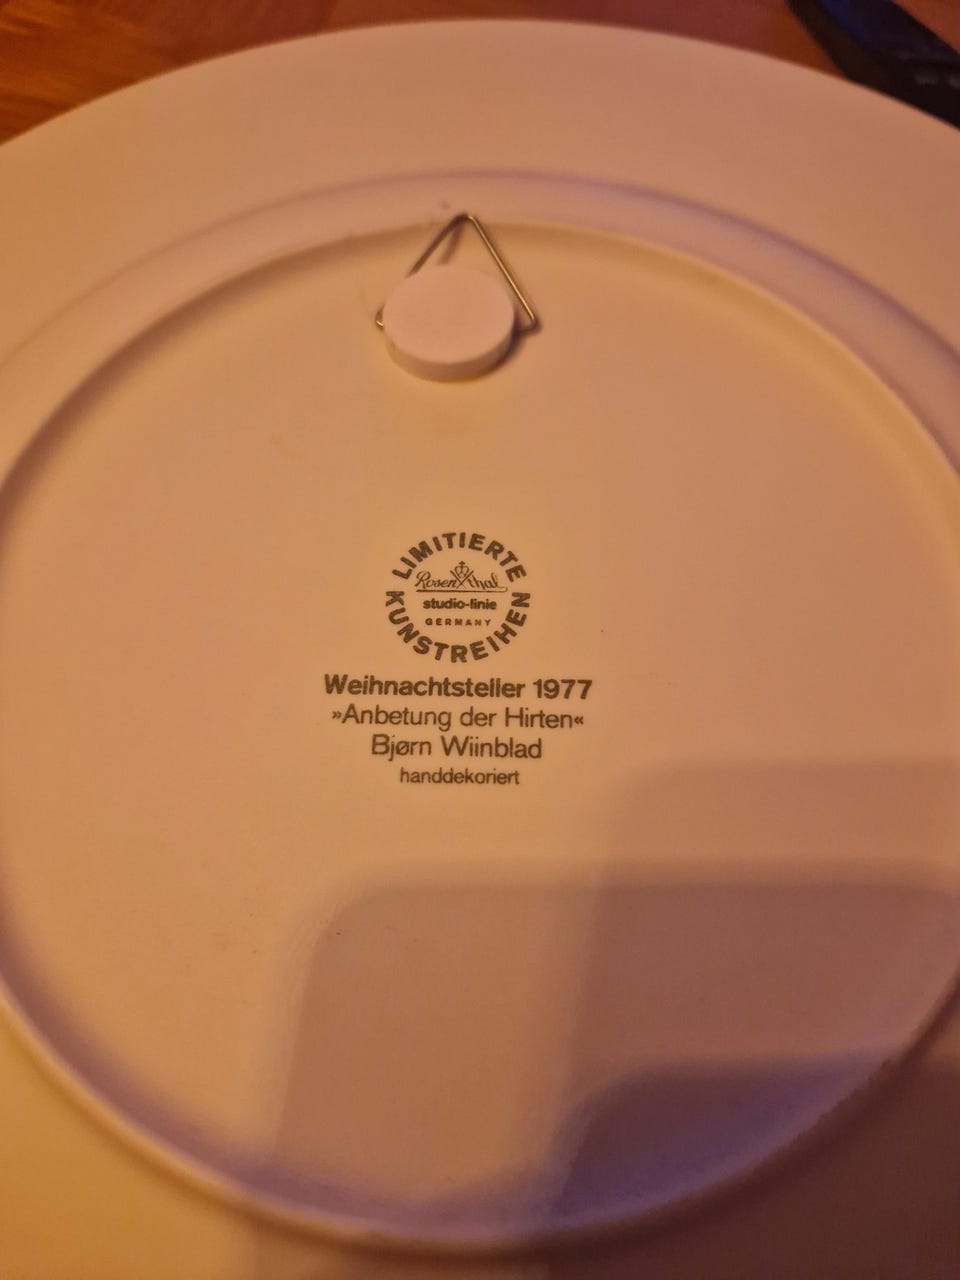 LIMITIERTE
Rosenthal
studio-linie
GERMANY
KUNSTREIHEN
Weihnachtsteller 1977
»Anbetung der Hirten«
Bjørn Wiinblad
handdekoriert